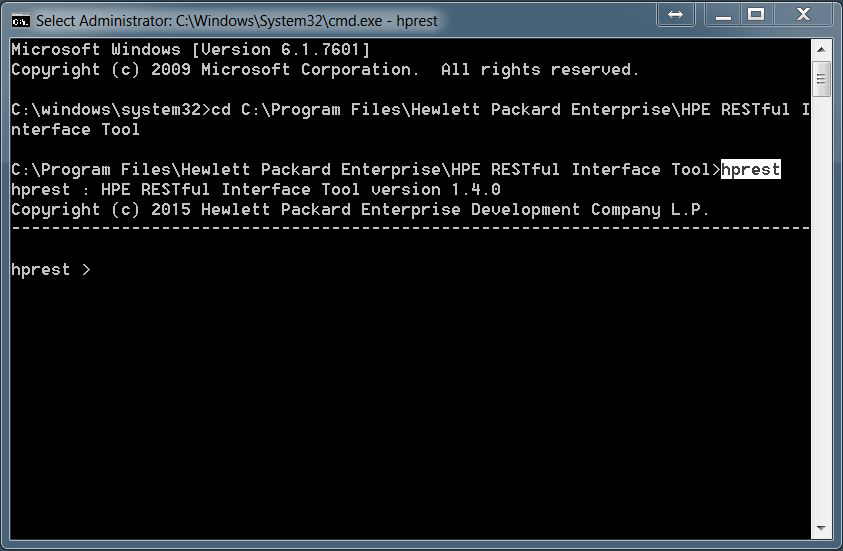 Select Administrator: C:\Windows\System32\cmd.exe - hprest
Microsoft Windows [Version 6.1.7601]
Copyright (c) 2009 Microsoft Corporation.  All rights reserved.
C:\windows\system32>cd C:\Program Files\Hewlett Packard Enterprise\HPE RESTful I
nterface Tool
C:\Program Files\Hewlett Packard Enterprise\HPE RESTful Interface Tool>hprest
hprest : HPE RESTful Interface Tool version 1.4.0
Copyright (c) 2015 Hewlett Packard Enterprise Development Company L.P.
--------------------------------------------------------------------------------
hprest >